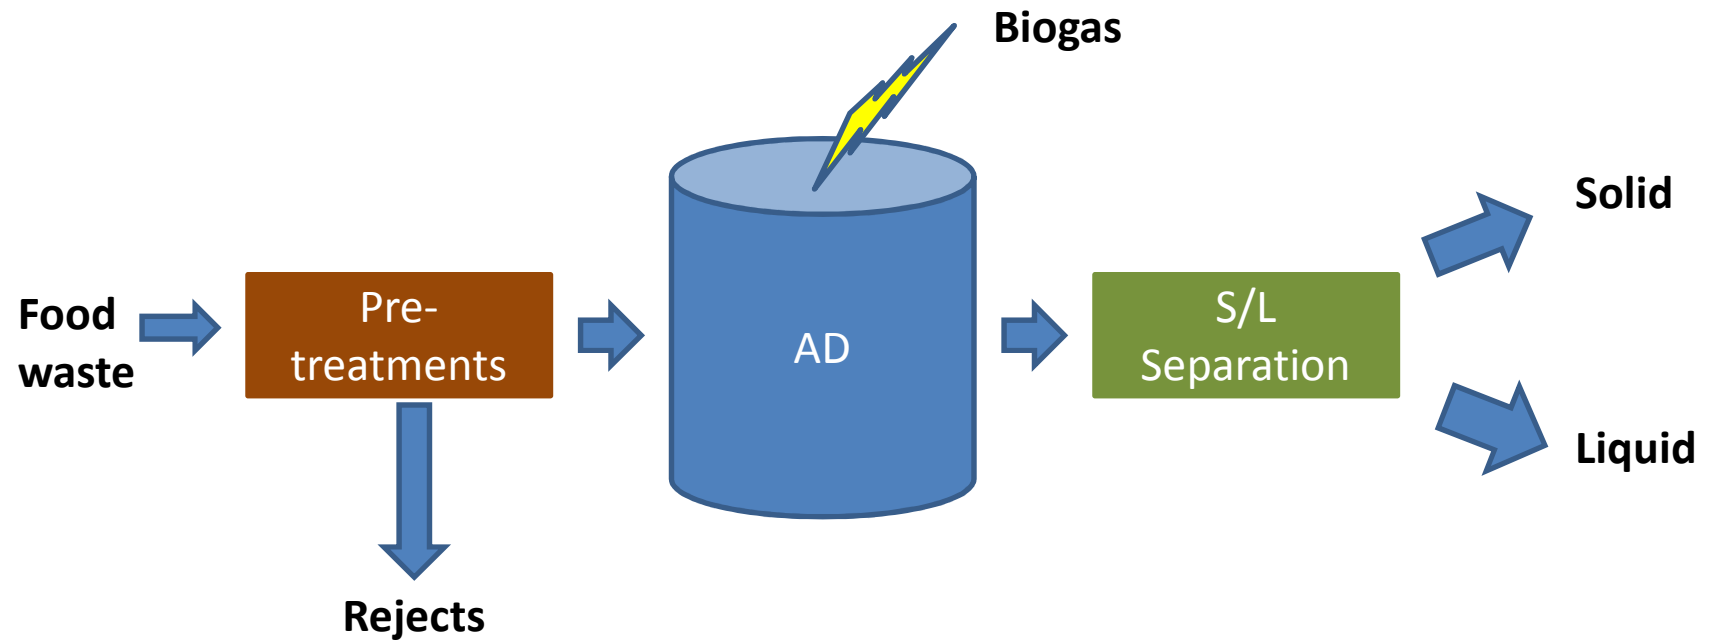 Biogas
Solid
Food
waste
Pre-
treatments
AD
S/L
Separation
Liquid
Rejects